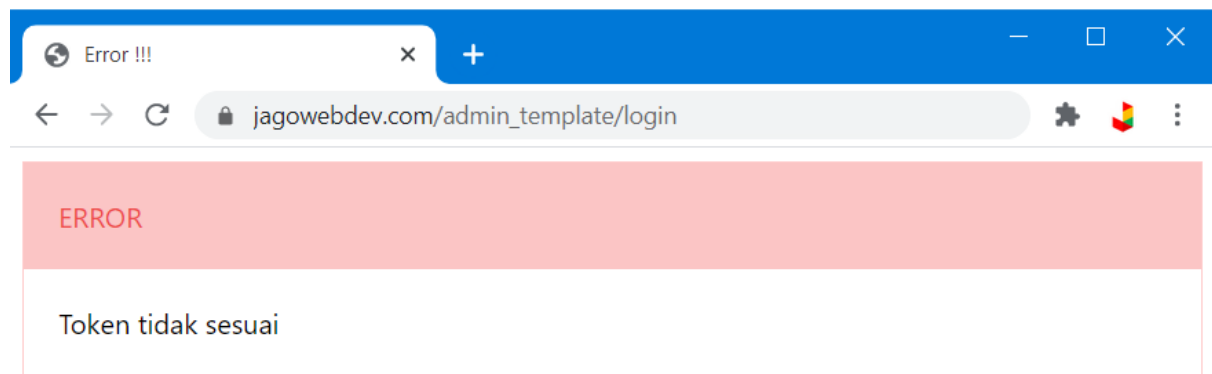 Error !!!
jagowebdev.com/admin_template/login
ERROR
Token tidak sesuai